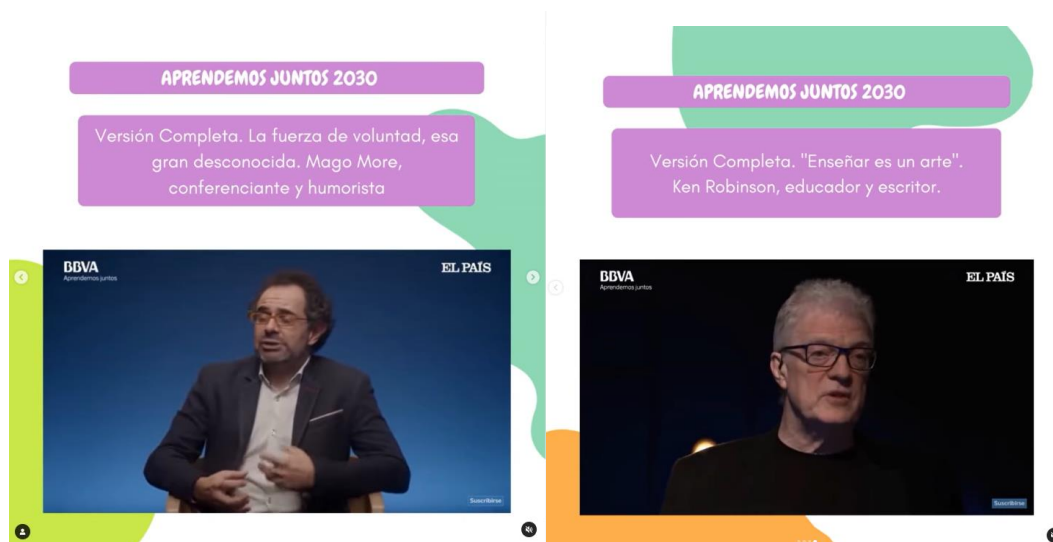 APRENDEMOS JUNTOS 2030
Versión Completa. La fuerza de voluntad, esa
gran desconocida. Mago More,
conferenciante y humorista
BBVA
Aprendemos juntos
EL PAÍS
Suscribirse
APRENDEMOS JUNTOS 2030
Versión Completa. "Enseñar es un arte".
Ken Robinson, educador y escritor.
BBVA
Aprendemos juntos
EL PAÍS
Suscribirse